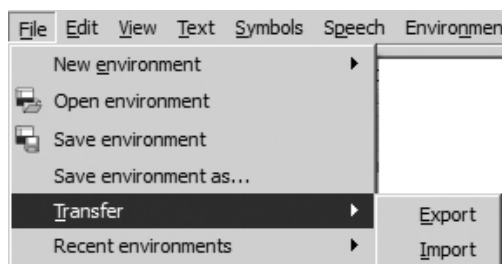 File Edit View Text Symbols Speech Environmen
New environment
Open environment
Save environment
Save environment as...
Transfer
Export
Recent environments
Import